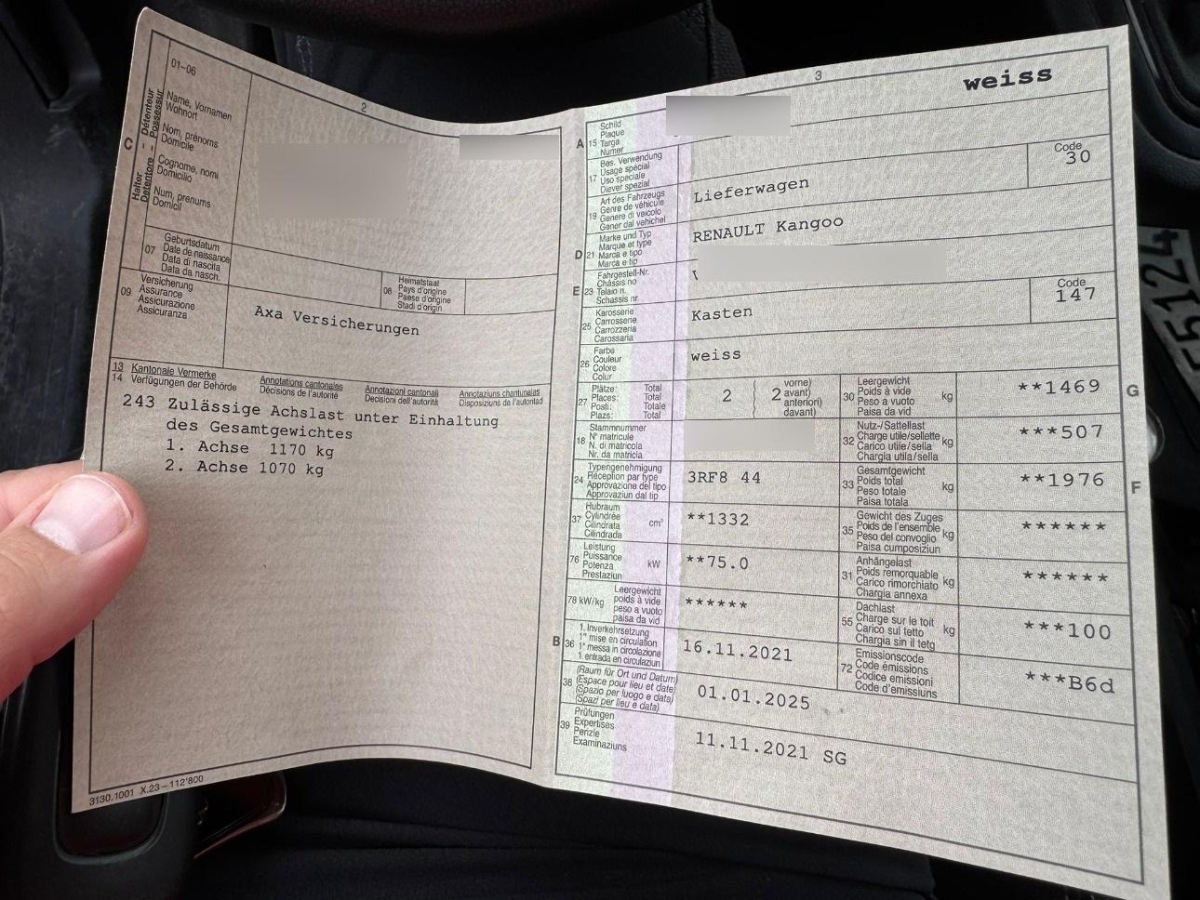 2
01-06
Name, Vornamen
Wohnort
Nom, prénoms
Domicile
Cognome, nomi
Domicilio
Num, prenums
Domicil
C
Halter – Détenteur
Detentore – Possessur
07
Geburtsdatum
Date de naissance
Data di nascita
Data da nasch.
08
Heimatstaat
Pays d'origine
Paese d'origine
Stadi d'origin
09
Versicherung
Assurance
Assicurazione
Assicuranza
Axa Versicherungen
13 Kantonale Vermerke
14 Verfügungen der Behörde
Annotations cantonales
Décisions de l'autorité
Annotazioni cantonali
Decisioni dell'autorità
Annotaziuns chantunalas
Disposiziuns da l'autoritad
243 Zulässige Achslast unter Einhaltung
des Gesamtgewichtes
1. Achse 1170 kg
2. Achse 1070 kg
3130.1001 X.23–112'800
3
weiss
A
15
Schild
Plaque
Targa
Numer
17
Bes. Verwendung
Usage spécial
Uso speciale
Diever spezial
19
Art des Fahrzeugs
Genre de véhicule
Genere di veicolo
Gener dal vehichel
Lieferwagen
Code
30
D
21
Marke und Typ
Marque et type
Marca e tipo
Marca e tip
RENAULT Kangoo
E
23
Fahrgestell-Nr.
Châssis no
Telaio n.
Schassis nr.
25
Karosserie
Carrosserie
Carrozzeria
Carossaria
Kasten
Code
147
26
Farbe
Couleur
Colore
Colur
weiss
27
Plätze: Total
Places: Total
Posti: Totale
Plazs: Total
2
2
vorne)
avant)
anteriori)
davant)
30
Leergewicht
Poids à vide
Peso a vuoto
Paisa da vid
kg
**1469
G
18
Stammnummer
N° matricule
N. di matricola
Nr. da matricla
32
Nutz-/Sattellast
Charge utile/sellette
Carico utile/sella
Chargia utila/sella
kg
***507
24
Typengenehmigung
Réception par type
Approvazione del tipo
Approvaziun dal tip
3RF8 44
33
Gesamtgewicht
Poids total
Peso totale
Paisa totala
kg
**1976
F
37
Hubraum
Cylindrée
Cilindrata
Cilindrada
cm³
**1332
35
Gewicht des Zuges
Poids de l'ensemble
Peso del convoglio
Paisa cumposiziun
kg
******
76
Leistung
Puissance
Potenza
Prestaziun
kW
**75.0
31
Anhängelast
Poids remorquable
Carico rimorchiato
Chargia annexa
kg
******
78 kW/kg
Leergewicht
poids à vide
peso a vuoto
paisa da vid
******
55
Dachlast
Charge sur le toit
Carico sul tetto
Chargia sin il tetg
kg
***100
B
36
1. Inverkehrsetzung
1re mise en circulation
1a messa in circolazione
1. entrada en circulaziun
16.11.2021
72
Emissionscode
Code émissions
Codice emissioni
Code d'emissiuns
***B6d
38
(Raum für Ort und Datum)
(Espace pour lieu et date)
(Spazio per luogo e data)
(Spazi per lieu e data)
01.01.2025
39
Prüfungen
Expertises
Perizie
Examinaziuns
11.11.2021 SG
5124